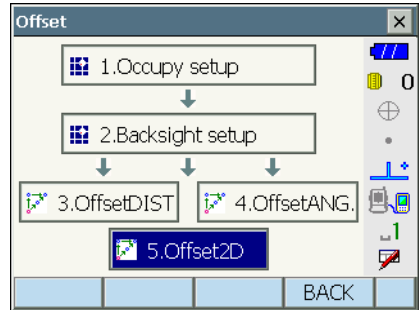 Offset
1.Occupy setup
0
2.Backsight setup
3.OffsetDIST
4.OffsetANG.
1
5.Offset2D
BACK